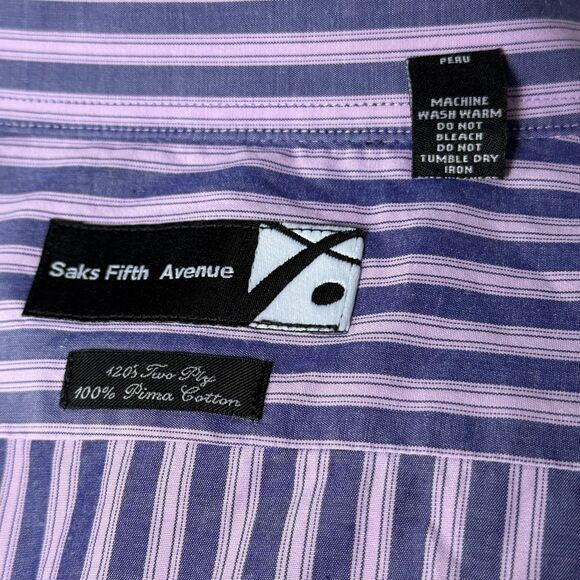 PERU
MACHINE
WASH WARM
DO NOT
BLEACH
DO NOT
TUMBLE DRY
IRON
Saks Fifth Avenue
120's Two Ply
100% Pima Cotton